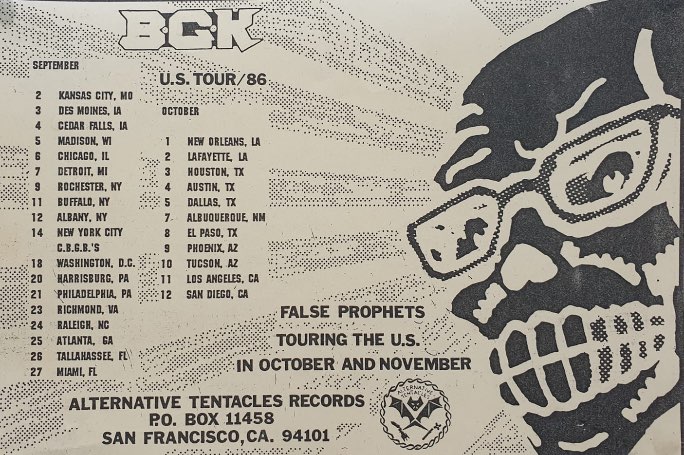 B.G.K
U.S. TOUR/86
SEPTEMBER
2 KANSAS CITY, MO
3 DES MOINES, IA
4 CEDAR FALLS, IA
5 MADISON, WI
6 CHICAGO, IL
7 DETROIT, MI
9 ROCHESTER, NY
11 BUFFALO, NY
12 ALBANY, NY
14 NEW YORK CITY
C.B.G.B.'S
18 WASHINGTON, D.C.
20 HARRISBURG, PA
21 PHILADELPHIA, PA
23 RICHMOND, VA
24 RALEIGH, NC
25 ATLANTA, GA
26 TALLAHASSEE, FL
27 MIAMI, FL
OCTOBER
1 NEW ORLEANS, LA
2 LAFAYETTE, LA
3 HOUSTON, TX
4 AUSTIN, TX
5 DALLAS, TX
7 ALBUQUERQUE, NM
8 EL PASO, TX
9 PHOENIX, AZ
10 TUCSON, AZ
11 LOS ANGELES, CA
12 SAN DIEGO, CA
FALSE PROPHETS
TOURING THE U.S.
IN OCTOBER AND NOVEMBER
ALTERNATIVE TENTACLES RECORDS
P.O. BOX 11458
SAN FRANCISCO, CA. 94101
ALTERNATIVE
TENTACLES